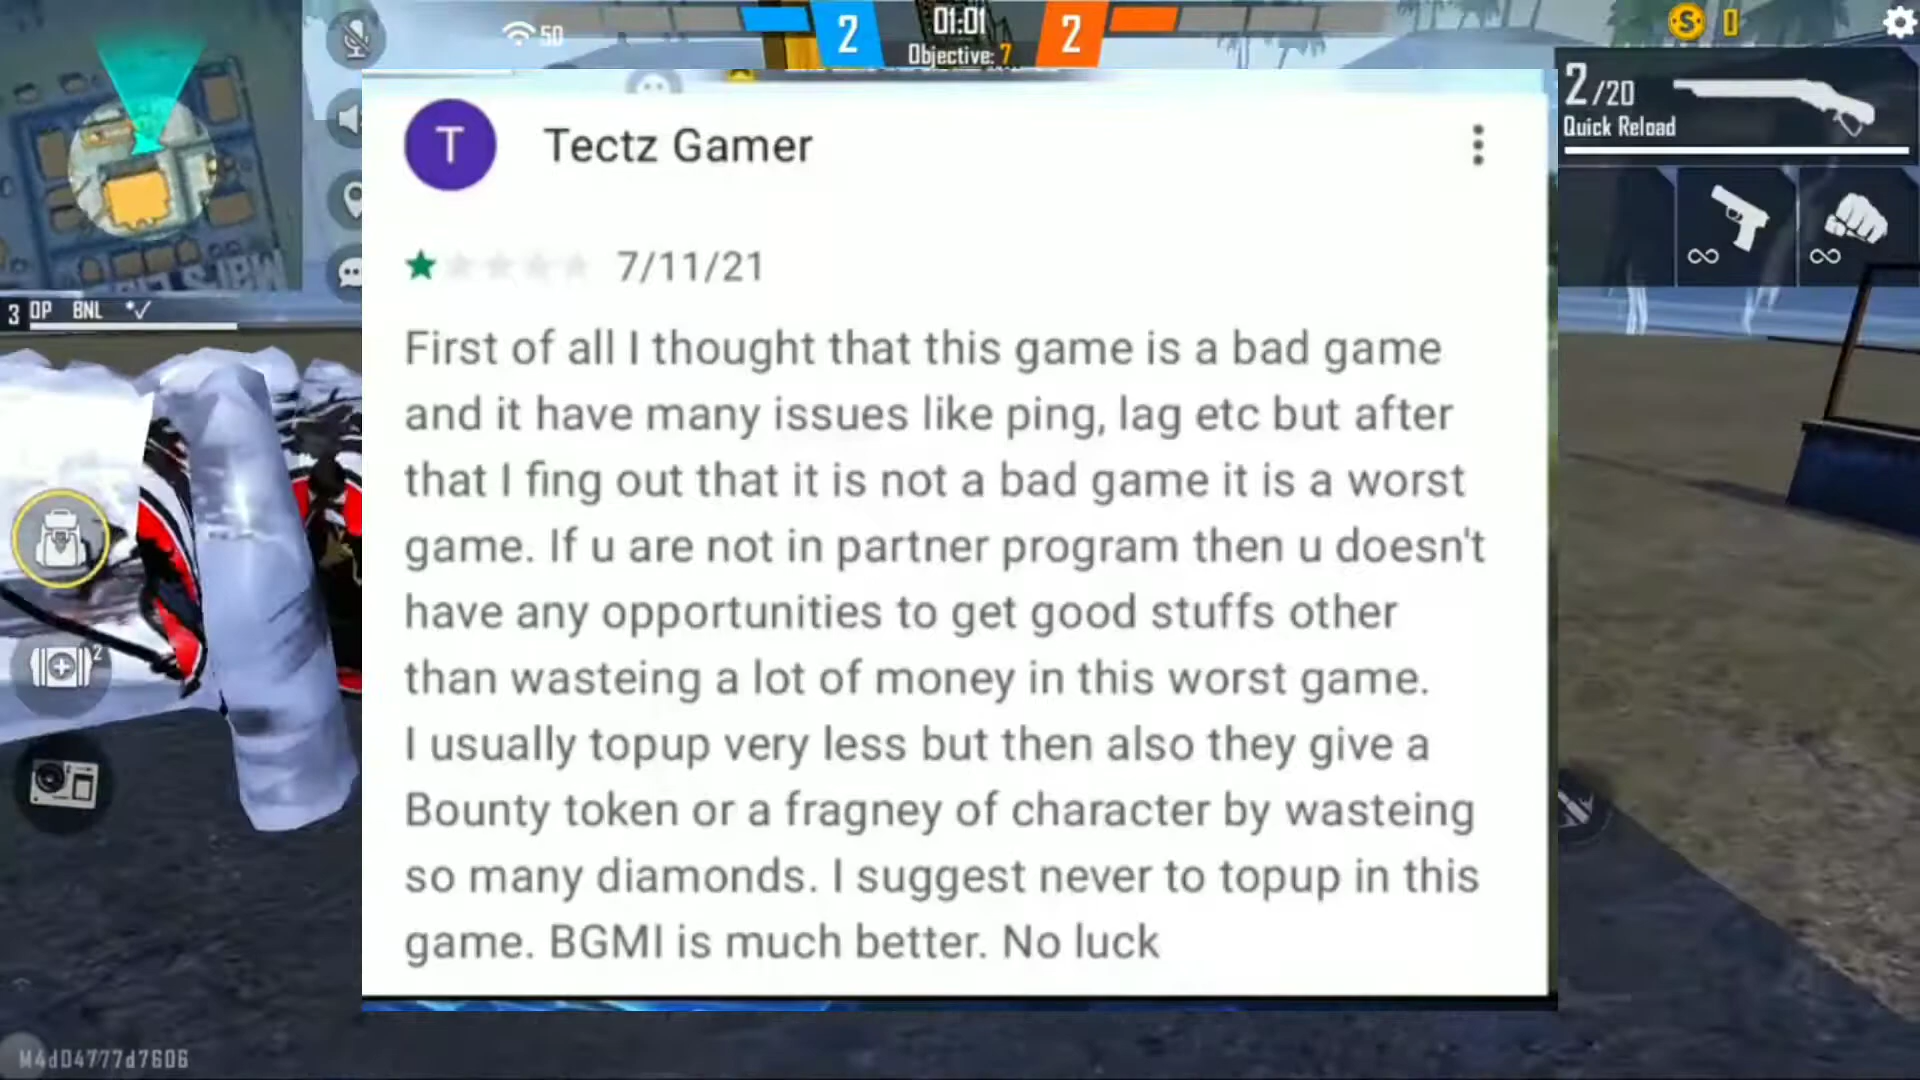 50
2
01:01
2
Objective: 7
2/20
Quick Reload
3 OP BNL
T
Tectz Gamer
7/11/21
First of all I thought that this game is a bad game
and it have many issues like ping, lag etc but after
that I fing out that it is not a bad game it is a worst
game. If u are not in partner program then u doesn't
have any opportunities to get good stuffs other
than wasteing a lot of money in this worst game.
I usually topup very less but then also they give a
Bounty token or a fragney of character by wasteing
so many diamonds. I suggest never to topup in this
game. BGMI is much better. No luck
2
M4d04777d7606